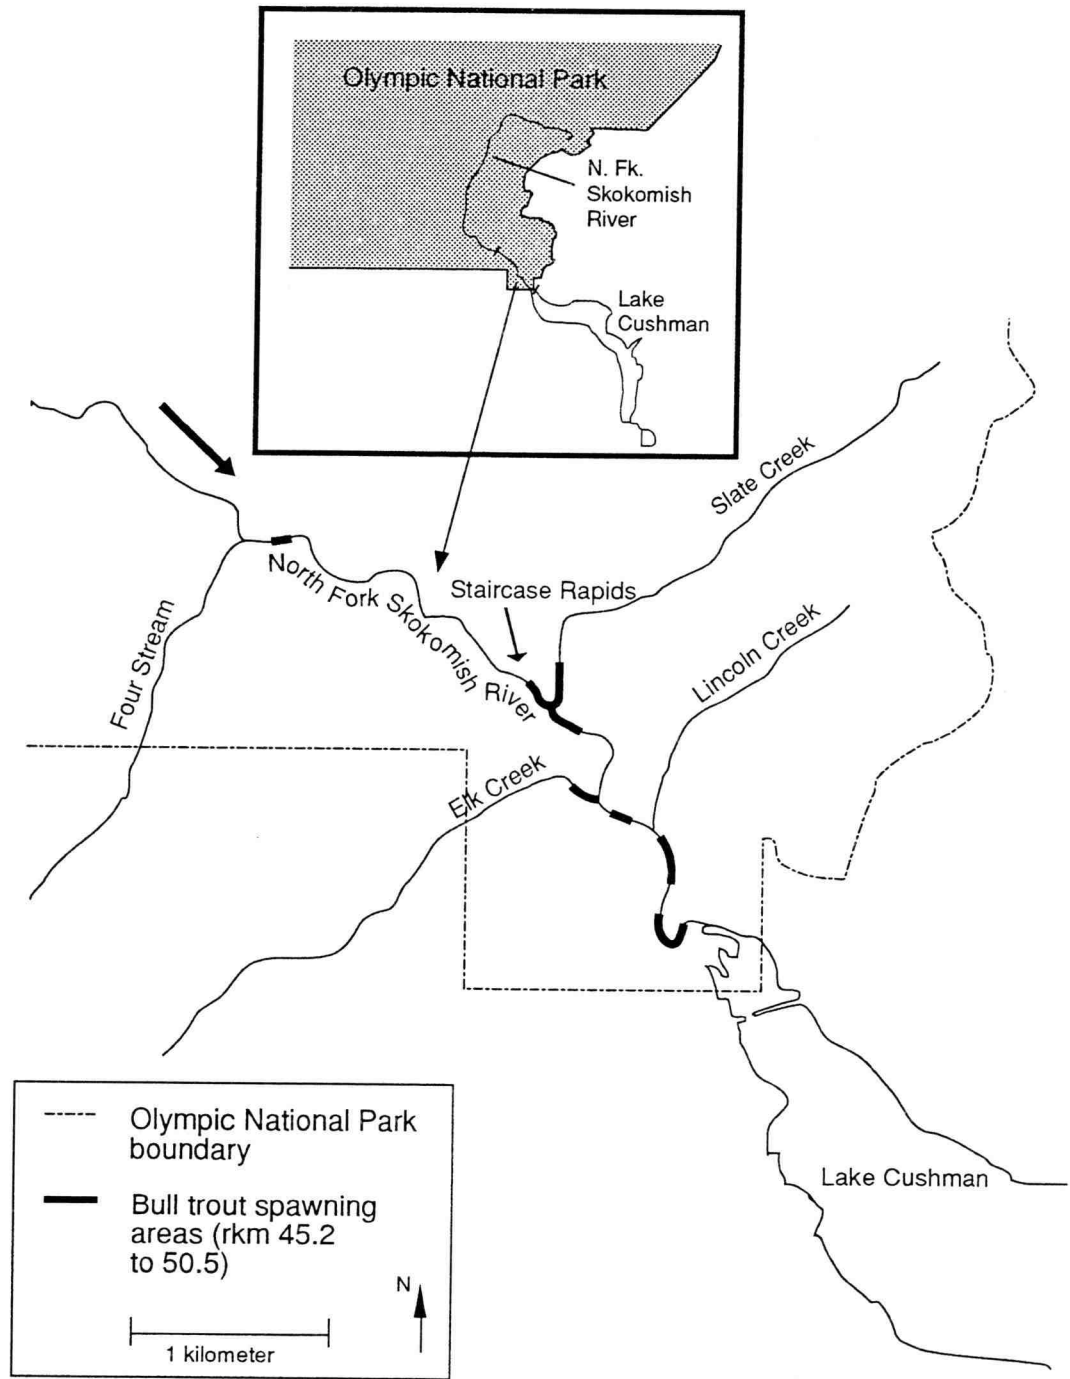 Olympic National Park
N. Fk.
Skokomish
River
Lake
Cushman
Slate Creek
Staircase Rapids
North Fork Skokomish River
Lincoln Creek
Four Stream
Elk Creek
Lake Cushman
Olympic National Park
boundary
Bull trout spawning
areas (rkm 45.2
to 50.5)
N
1 kilometer